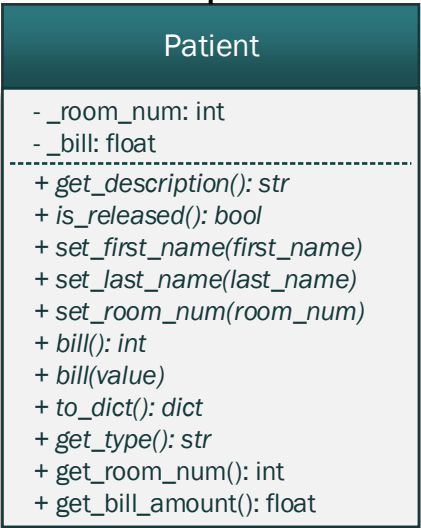 Patient
- _room_num: int
- _bill: float
+ get_description(): str
+ is_released(): bool
+ set_first_name(first_name)
+ set_last_name(last_name)
+ set_room_num(room_num)
+ bill(): int
+ bill(value)
+ to_dict(): dict
+ get_type(): str
+ get_room_num(): int
+ get_bill_amount(): float